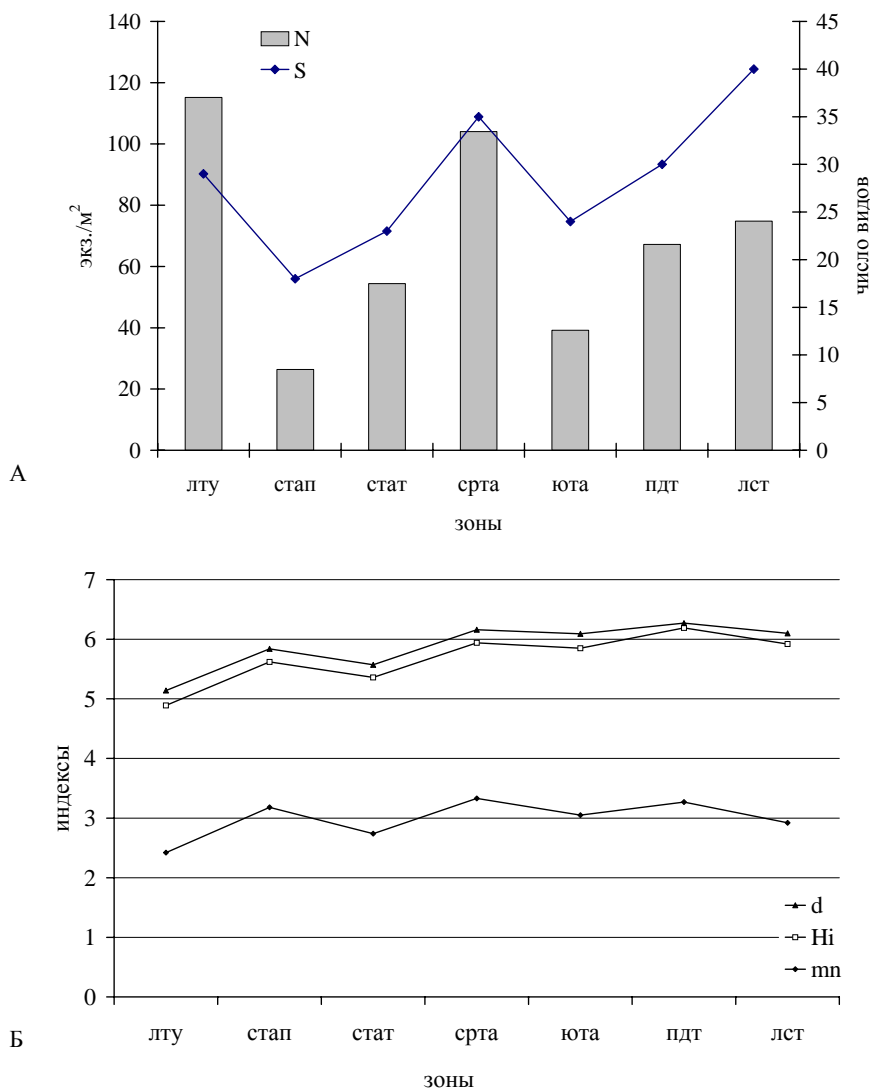 140
120
100
80
60
40
20
0
экз./м²
45
40
35
30
25
20
15
10
5
0
число видов
N
S
лту стап стат срта юта пдт лст
зоны
А
7
6
5
4
3
2
1
0
индексы
d
Hi
mn
лту стап стат срта юта пдт лст
зоны
Б